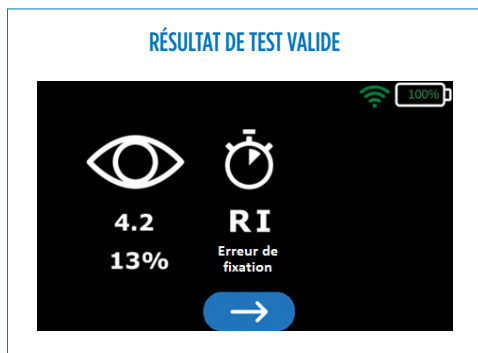 RÉSULTAT DE TEST VALIDE
100%
4.2
RI
13%
Erreur de
fixation